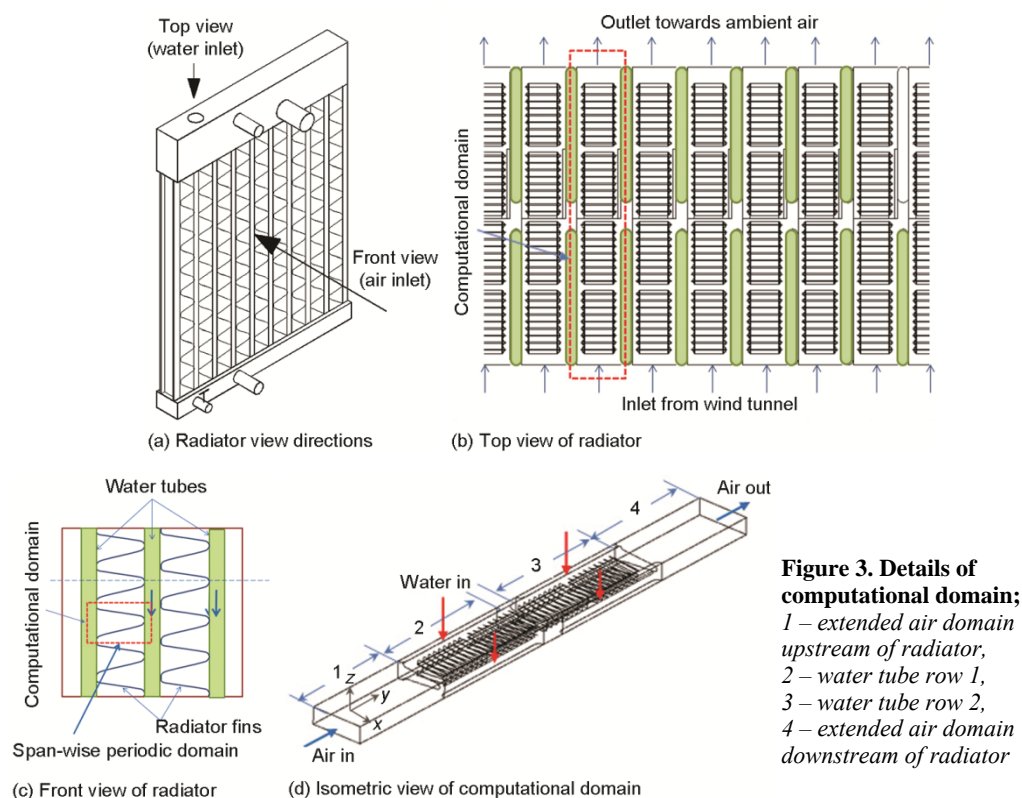 Top view
(water inlet)
Front view
(air inlet)
(a) Radiator view directions
Outlet towards ambient air
Computational domain
Inlet from wind tunnel
(b) Top view of radiator
Water tubes
Computational domain
Radiator fins
Span-wise periodic domain
(c) Front view of radiator
Air out
4
3
Water in
2
1
z
y
x
Air in
(d) Isometric view of computational domain
Figure 3. Details of
computational domain;
1 – extended air domain
upstream of radiator,
2 – water tube row 1,
3 – water tube row 2,
4 – extended air domain
downstream of radiator